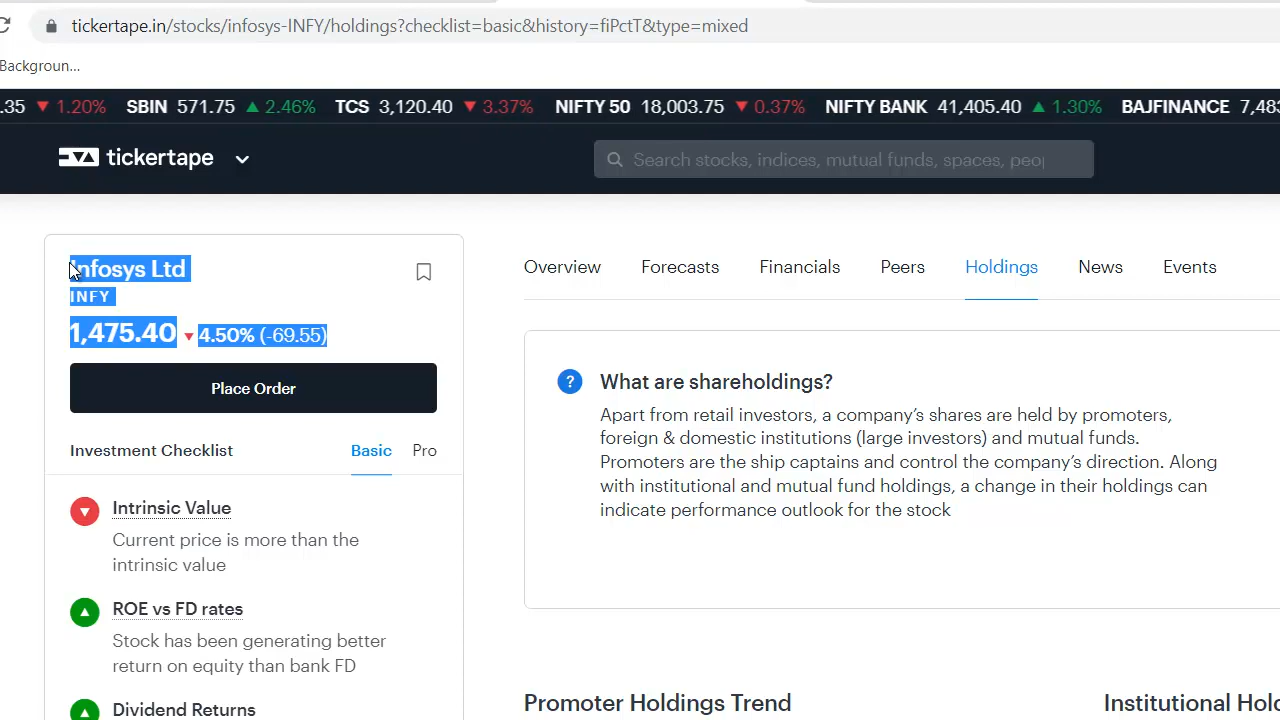 tickertape.in/stocks/infosys-INFY/holdings?checklist=basic&history=fiPctT&type=mixed
Backgroun...
.35 ▼ 1.20% SBIN 571.75 ▲ 2.46% TCS 3,120.40 ▼ 3.37% NIFTY 50 18,003.75 ▼ 0.37% NIFTY BANK 41,405.40 ▲ 1.30% BAJFINANCE 7,483
tickertape
Search stocks, indices, mutual funds, spaces, peop
Infosys Ltd
INFY
1,475.40 ▼ 4.50% (-69.55)
Place Order
Investment Checklist Basic Pro
Intrinsic Value
Current price is more than the
intrinsic value
ROE vs FD rates
Stock has been generating better
return on equity than bank FD
Dividend Returns
Overview Forecasts Financials Peers Holdings News Events
? What are shareholdings?
Apart from retail investors, a company's shares are held by promoters,
foreign & domestic institutions (large investors) and mutual funds.
Promoters are the ship captains and control the company's direction. Along
with institutional and mutual fund holdings, a change in their holdings can
indicate performance outlook for the stock
Promoter Holdings Trend
Institutional Hol